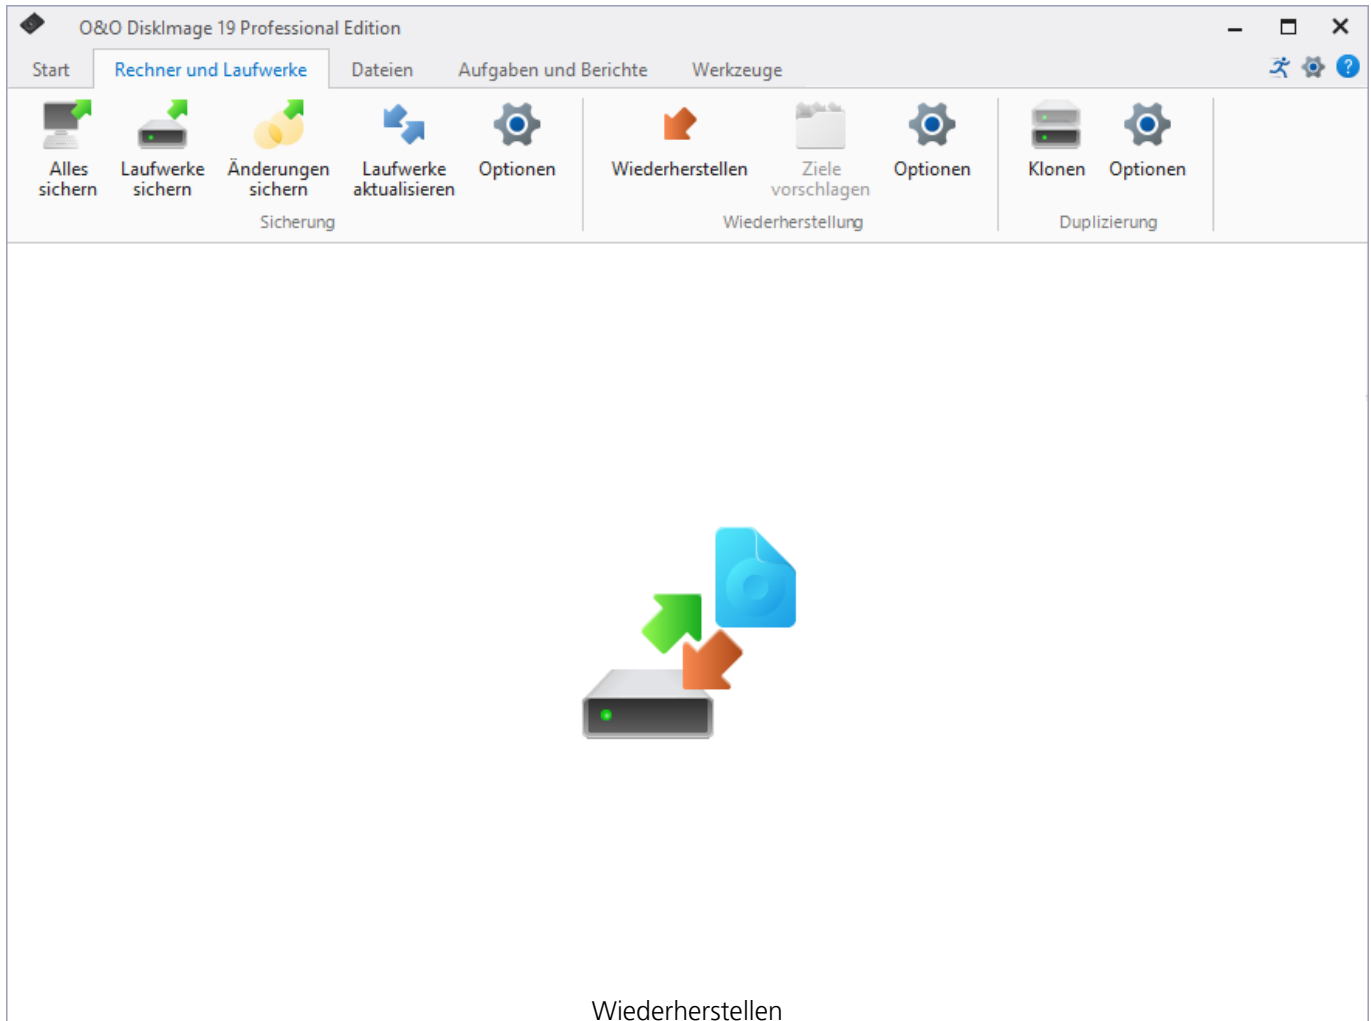 O&O DiskImage 19 Professional Edition
Start Rechner und Laufwerke Dateien Aufgaben und Berichte Werkzeuge
Alles sichern
Laufwerke sichern
Änderungen sichern
Laufwerke aktualisieren
Optionen
Wiederherstellen
Ziele vorschlagen
Optionen
Klonen
Optionen
Sicherung
Wiederherstellung
Duplizierung
Wiederherstellen